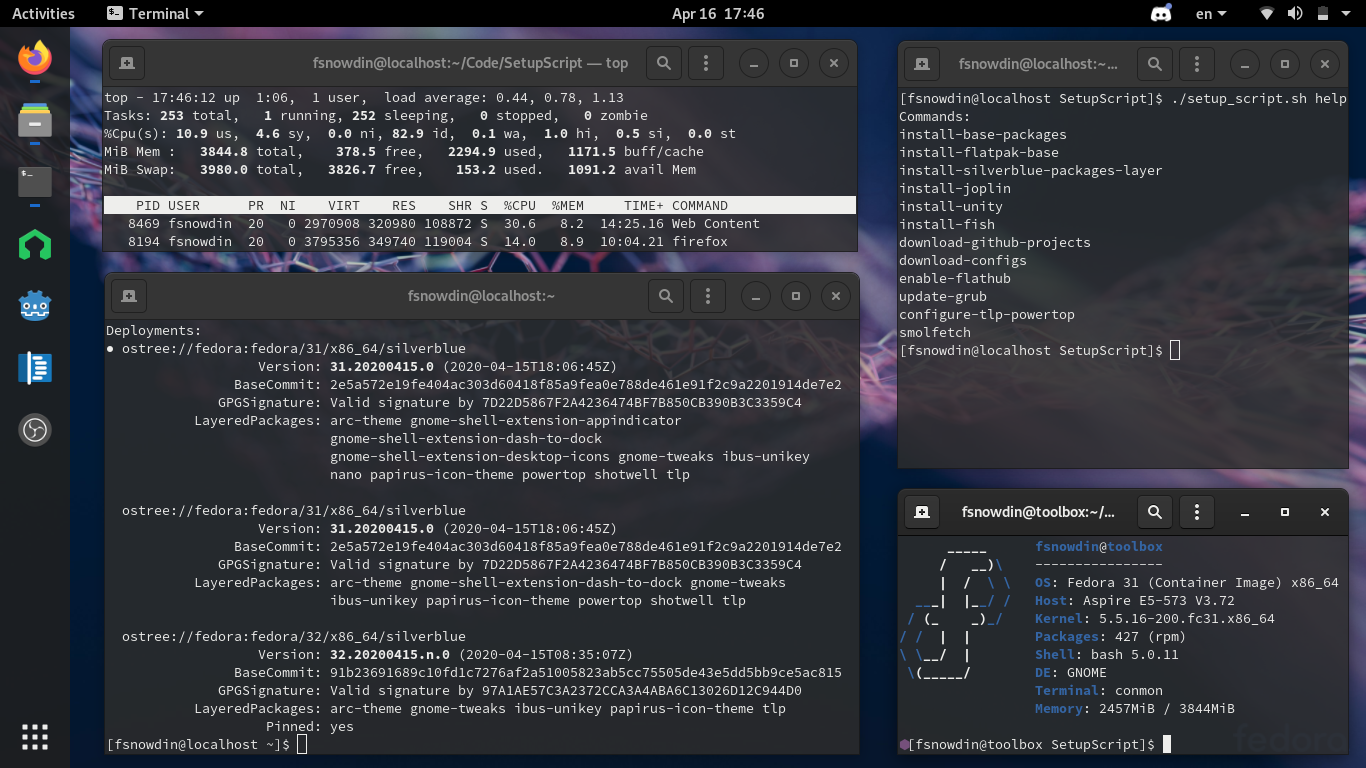 Activities
Terminal
Apr 16 17:46
en
fsnowdin@localhost:~/Code/SetupScript — top
top - 17:46:12 up  1:06,  1 user,  load average: 0.44, 0.78, 1.13
Tasks: 253 total,   1 running, 252 sleeping,   0 stopped,   0 zombie
%Cpu(s): 10.9 us,  4.6 sy,  0.0 ni, 82.9 id,  0.1 wa,  1.0 hi,  0.5 si,  0.0 st
MiB Mem :   3844.8 total,    378.5 free,   2294.9 used,   1171.5 buff/cache
MiB Swap:   3980.0 total,   3826.7 free,    153.2 used.   1091.2 avail Mem
PID USER      PR  NI    VIRT    RES    SHR S  %CPU  %MEM     TIME+ COMMAND
8469 fsnowdin  20   0 2970908 320980 108872 S  30.6   8.2  14:25.16 Web Content
8194 fsnowdin  20   0 3795356 349740 119004 S  14.0   8.9  10:04.21 firefox
fsnowdin@localhost:~
Deployments:
● ostree://fedora:fedora/31/x86_64/silverblue
Version: 31.20200415.0 (2020-04-15T18:06:45Z)
BaseCommit: 2e5a572e19fe404ac303d60418f85a9fea0e788de461e91f2c9a2201914de7e2
GPGSignature: Valid signature by 7D22D5867F2A4236474BF7B850CB390B3C3359C4
LayeredPackages: arc-theme gnome-shell-extension-appindicator
gnome-shell-extension-dash-to-dock
gnome-shell-extension-desktop-icons gnome-tweaks ibus-unikey
nano papirus-icon-theme powertop shotwell tlp
ostree://fedora:fedora/31/x86_64/silverblue
Version: 31.20200415.0 (2020-04-15T18:06:45Z)
BaseCommit: 2e5a572e19fe404ac303d60418f85a9fea0e788de461e91f2c9a2201914de7e2
GPGSignature: Valid signature by 7D22D5867F2A4236474BF7B850CB390B3C3359C4
LayeredPackages: arc-theme gnome-shell-extension-dash-to-dock gnome-tweaks
ibus-unikey papirus-icon-theme powertop shotwell tlp
ostree://fedora:fedora/32/x86_64/silverblue
Version: 32.20200415.n.0 (2020-04-15T08:35:07Z)
BaseCommit: 91b23691689c10fd1c7276af2a51005823ab5cc75505de43e5dd5bb9ce5ac815
GPGSignature: Valid signature by 97A1AE57C3A2372CCA3A4ABA6C13026D12C944D0
LayeredPackages: arc-theme gnome-tweaks ibus-unikey papirus-icon-theme tlp
Pinned: yes
[fsnowdin@localhost ~]$
fsnowdin@localhost:~...
[fsnowdin@localhost SetupScript]$ ./setup_script.sh help
Commands:
install-base-packages
install-flatpak-base
install-silverblue-packages-layer
install-joplin
install-unity
install-fish
download-github-projects
download-configs
enable-flathub
update-grub
configure-tlp-powertop
smolfetch
[fsnowdin@localhost SetupScript]$
fsnowdin@toolbox:~/...
fsnowdin@toolbox
----------------
OS: Fedora 31 (Container Image) x86_64
Host: Aspire E5-573 V3.72
Kernel: 5.5.16-200.fc31.x86_64
Packages: 427 (rpm)
Shell: bash 5.0.11
DE: GNOME
Terminal: conmon
Memory: 2457MiB / 3844MiB
[fsnowdin@toolbox SetupScript]$
fedora